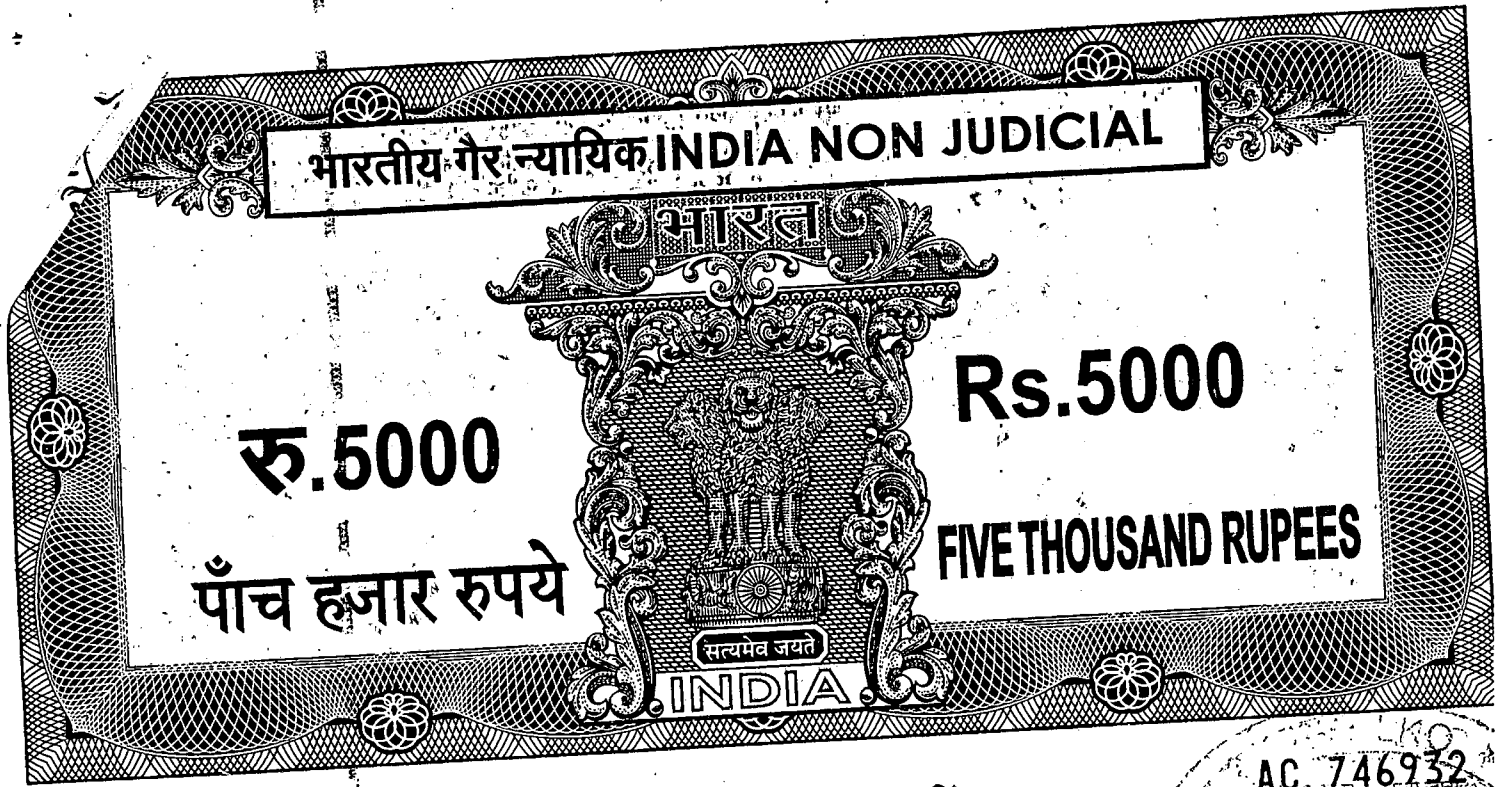 भारतीय गैर न्यायिक INDIA NON JUDICIAL
भारत
रु.5000
Rs.5000
पाँच हजार रुपये
FIVE THOUSAND RUPEES
सत्यमेव जयते
INDIA
LKO
AC 746932